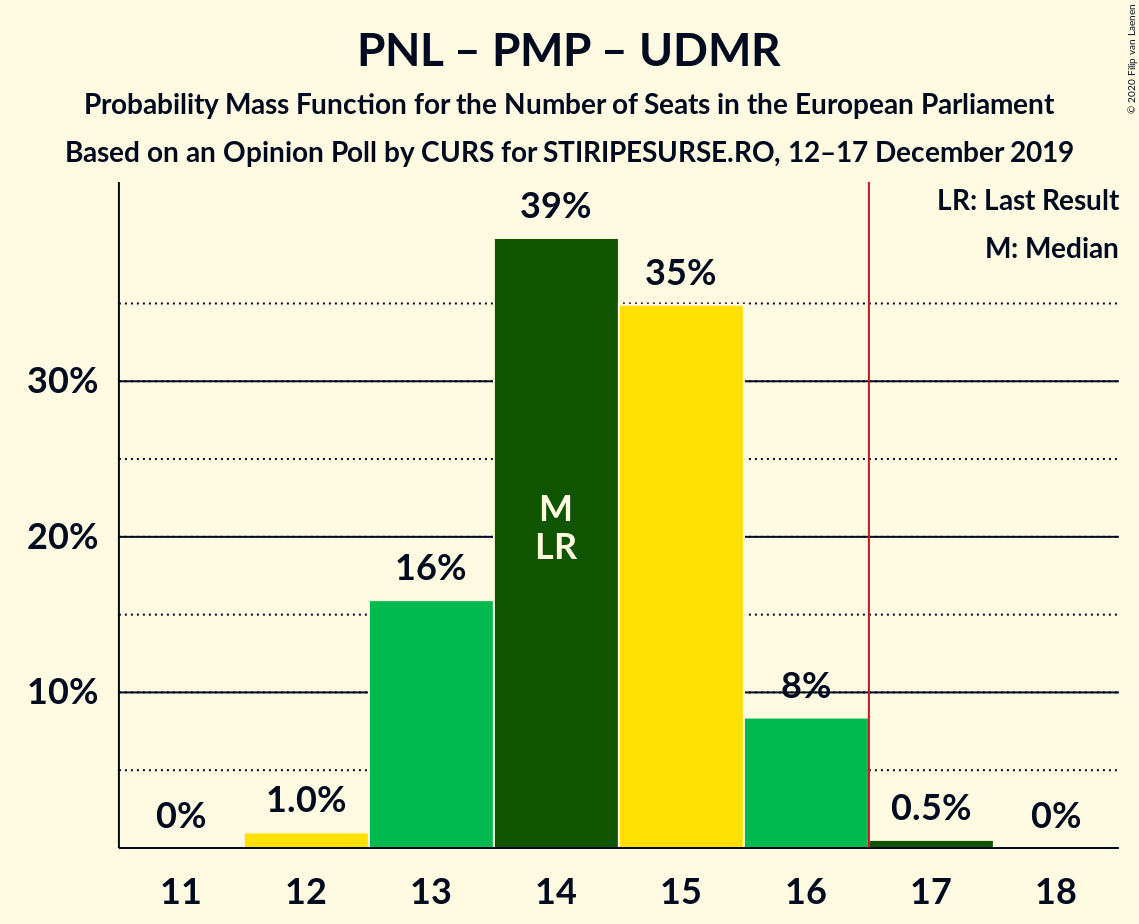 PNL – PMP – UDMR
Probability Mass Function for the Number of Seats in the European Parliament
Based on an Opinion Poll by CURS for STIRIPESURSE.RO, 12–17 December 2019
© 2020 Filip van Laenen
LR: Last Result
M: Median
39%
35%
30%
M
LR
20%
16%
10%
8%
0%
1.0%
0.5%
0%
11 12 13 14 15 16 17 18